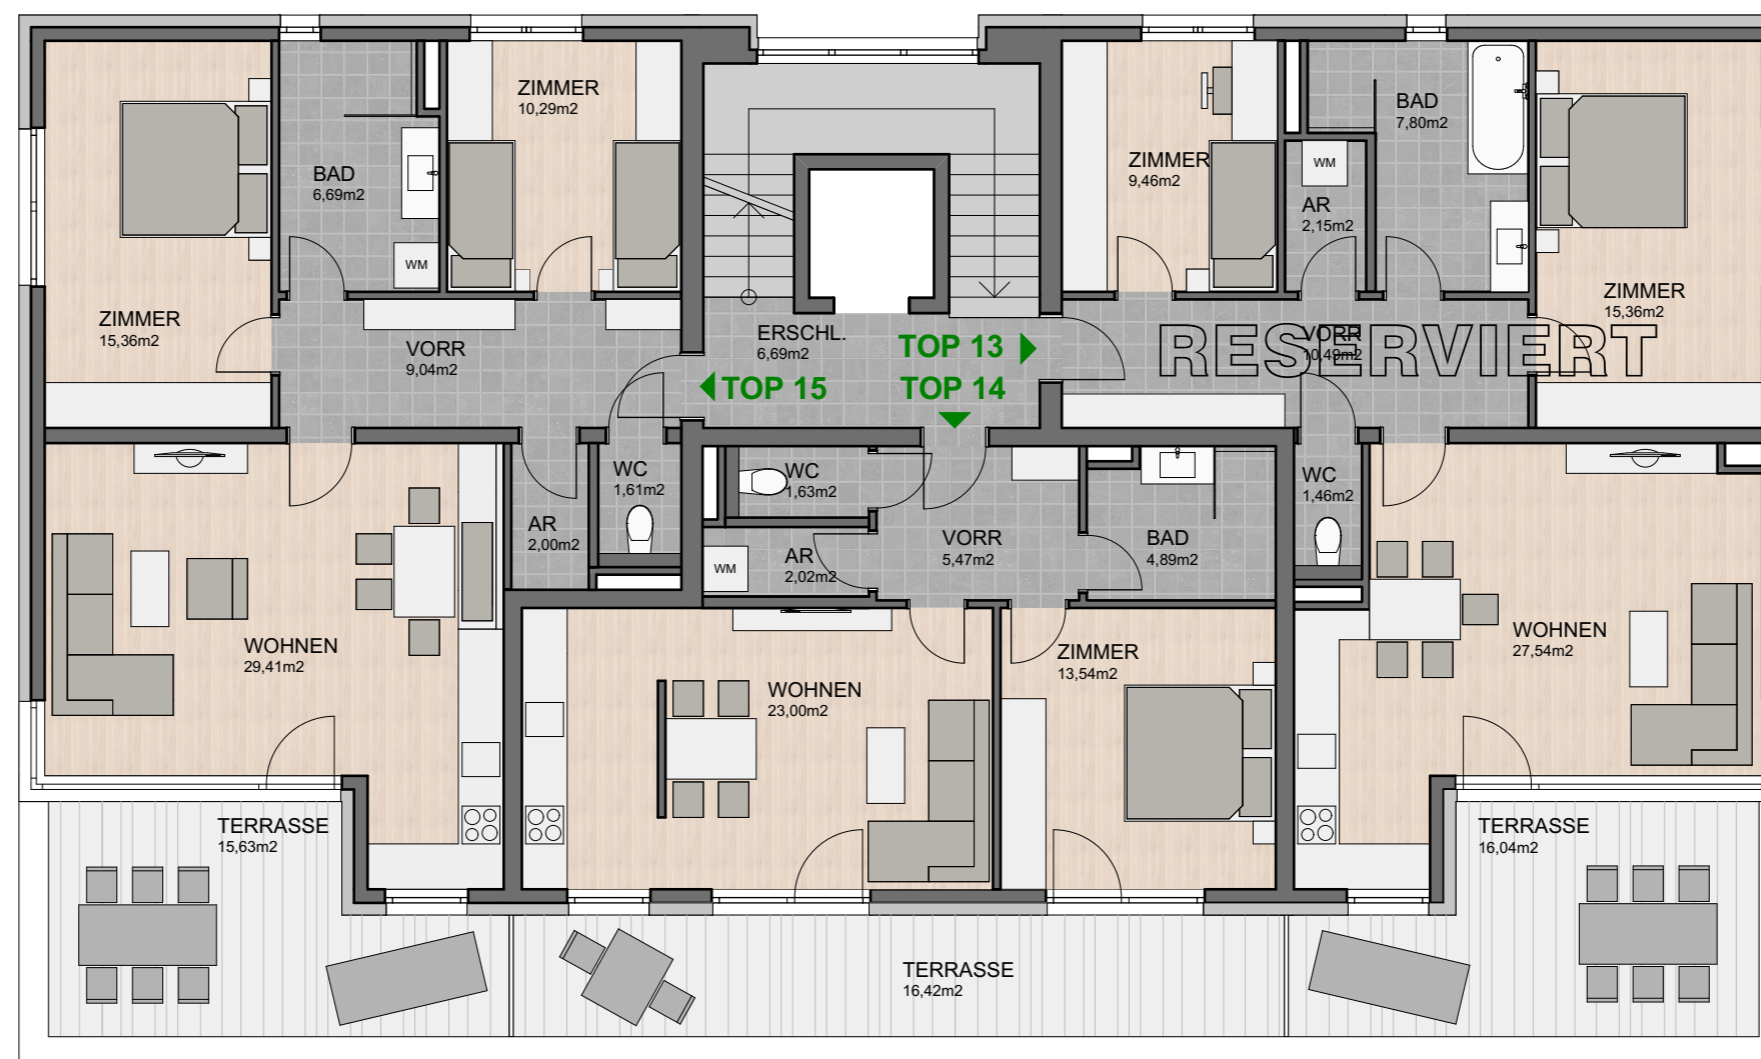 ZIMMER
10,29m2
BAD
7,80m2
BAD
6,69m2
WM
ZIMMER
9,46m2
WM
AR
2,15m2
ZIMMER
15,36m2
ZIMMER
15,36m2
VORR
9,04m2
ERSCHL.
6,69m2
TOP 13
TOP 15
TOP 14
VORR
10,49m2
RESERVIERT
WC
1,61m2
WC
1,63m2
WC
1,46m2
AR
2,00m2
WM
AR
2,02m2
VORR
5,47m2
BAD
4,89m2
WOHNEN
29,41m2
WOHNEN
23,00m2
ZIMMER
13,54m2
WOHNEN
27,54m2
TERRASSE
15,63m2
TERRASSE
16,04m2
TERRASSE
16,42m2